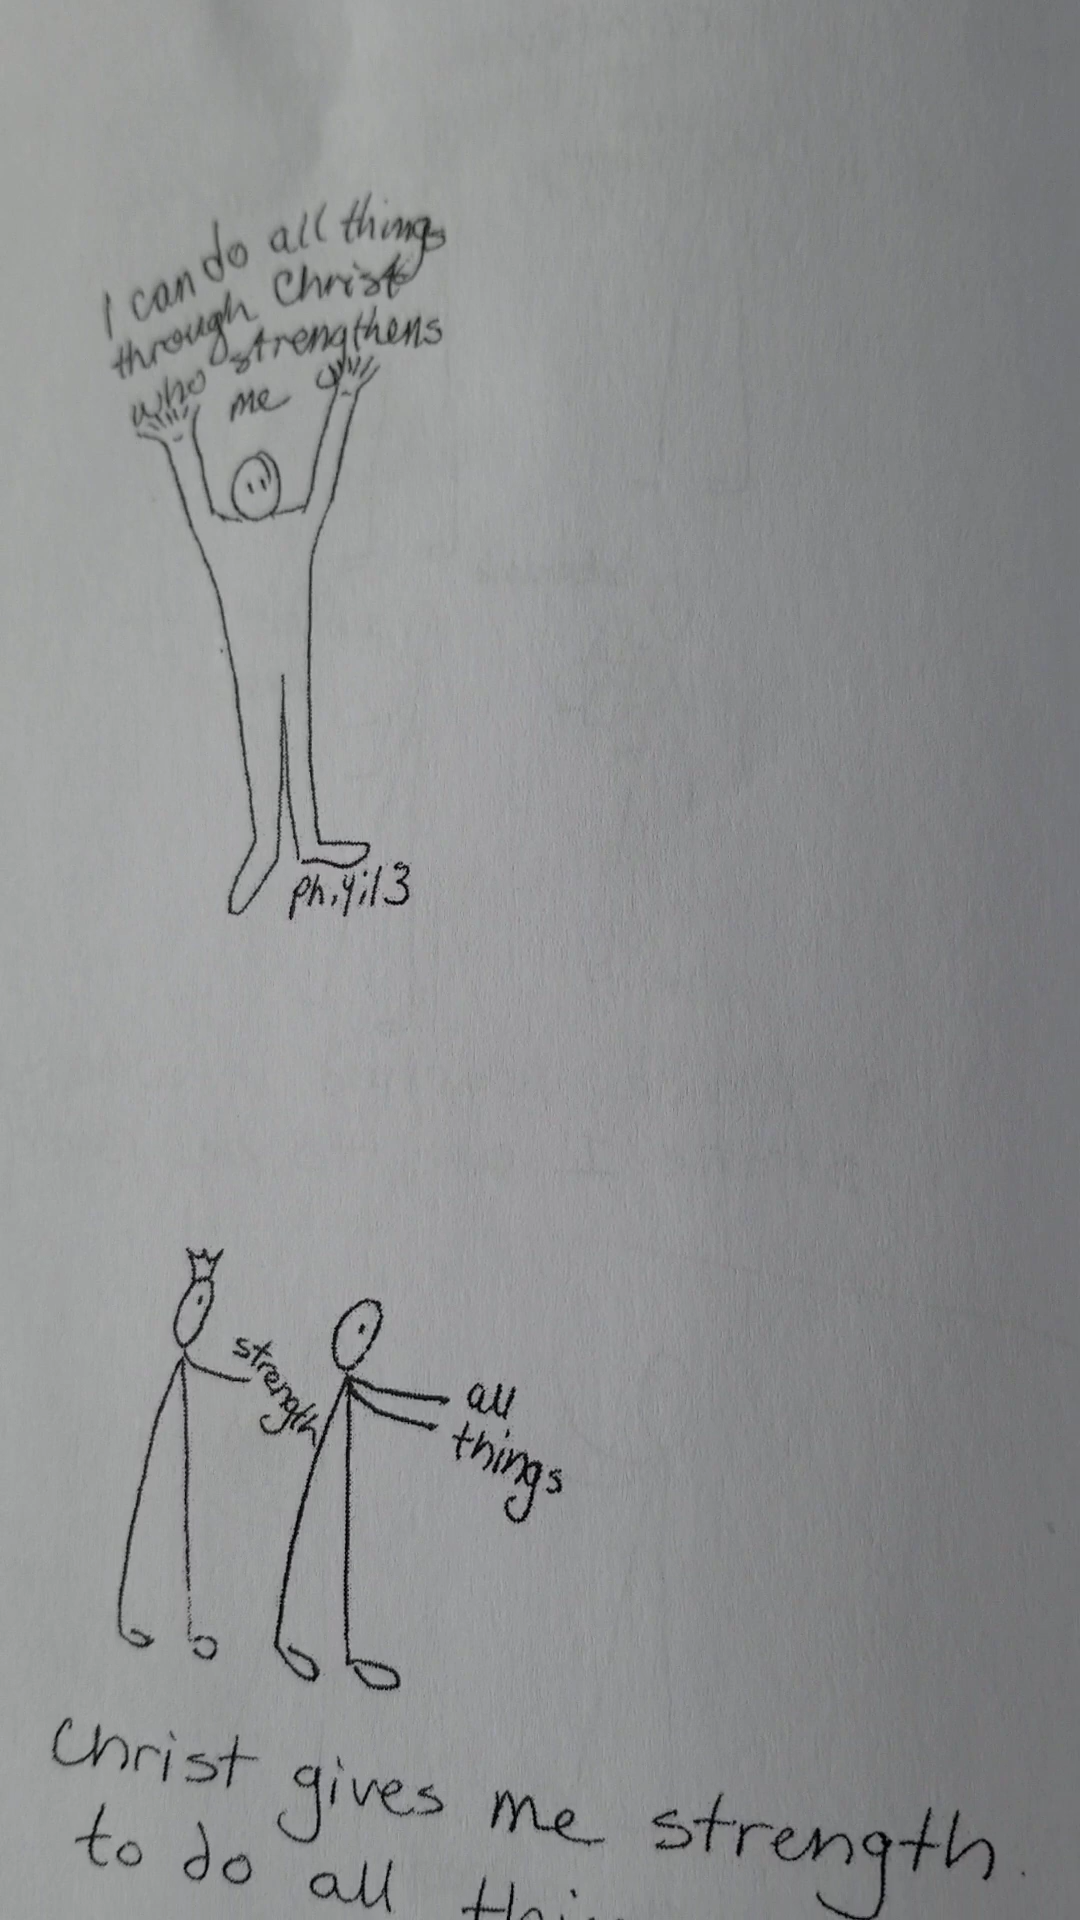 I can do all things
through Christ
who strengthens
me
ph.4:13
strength
all
things
Christ gives me strength
to do all